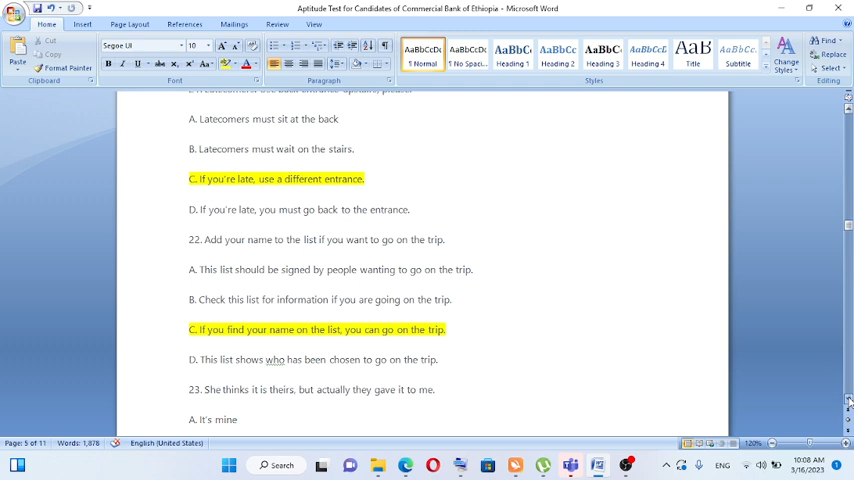 Aptitude Test for Candidates of Commercial Bank of Ethiopia - Microsoft Word
Home Insert Page Layout References Mailings Review View
Paste
Cut
Copy
Format Painter
Clipboard
Segoe UI 10
Font
Paragraph
AaBbCcDc AaBbCcDc AaBbCc AaBbCc AaBbCc AaBbCcDc AaB AaBbCc.
¶ Normal ¶ No Spaci... Heading 1 Heading 2 Heading 3 Heading 4 Title Subtitle
Change Styles
Styles
Find
Replace
Select
Editing
A. Latecomers must sit at the back
B. Latecomers must wait on the stairs.
C. If you're late, use a different entrance.
D. If you're late, you must go back to the entrance.
22. Add your name to the list if you want to go on the trip.
A. This list should be signed by people wanting to go on the trip.
B. Check this list for information if you are going on the trip.
C. If you find your name on the list, you can go on the trip.
D. This list shows who has been chosen to go on the trip.
23. She thinks it is theirs, but actually they gave it to me.
A. It's mine
Page: 5 of 11 Words: 1,878 English (United States) 120%
Search
ENG
10:08 AM
3/16/2023